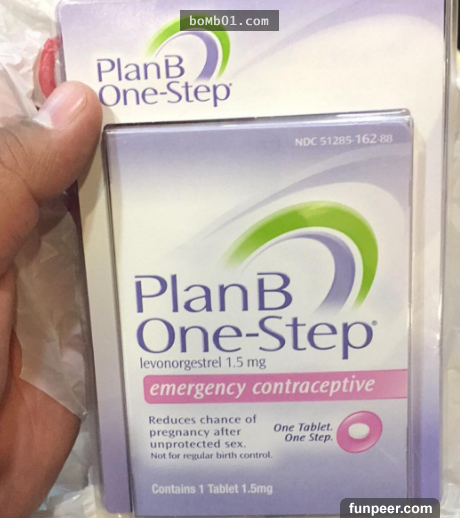 boMb01.com
PlanB
One-Step®
NDC 51285-162-88
PlanB
One-Step®
levonorgestrel 1.5 mg
emergency contraceptive
Reduces chance of
pregnancy after
unprotected sex.
Not for regular birth control.
One Tablet.
One Step.
Contains 1 Tablet 1.5mg
funpeer.com